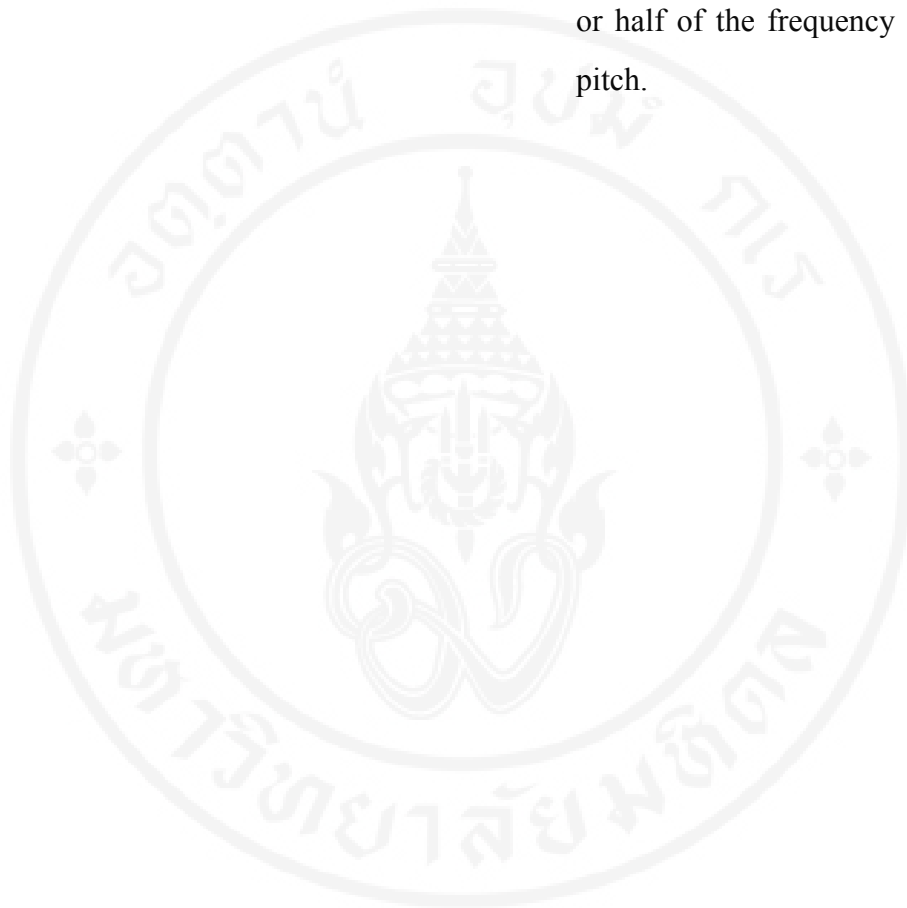 or half of the frequency
pitch.
อตฺตานํ อุปมํ กเร
มหาวิทยาลัยมหิดล